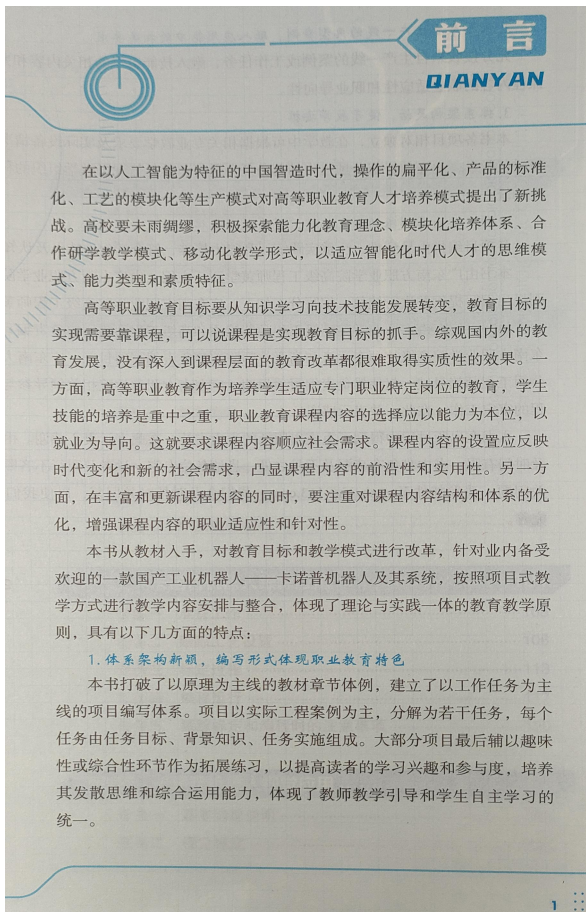 前 言
QIANYAN
在以人工智能为特征的中国智造时代，操作的扁平化、产品的标准
化、工艺的模块化等生产模式对高等职业教育人才培养模式提出了新挑
战。高校要未雨绸缪，积极探索能力化教育理念、模块化培养体系、合
作研学教学模式、移动化教学形式，以适应智能化时代人才的思维模
式、能力类型和素质特征。
高等职业教育目标要从知识学习向技术技能发展转变，教育目标的
实现需要靠课程，可以说课程是实现教育目标的抓手。综观国内外的教
育发展，没有深入到课程层面的教育改革都很难取得实质性的效果。一
方面，高等职业教育作为培养学生适应专门职业特定岗位的教育，学生
技能的培养是重中之重，职业教育课程内容的选择应以能力为本位，以
就业为导向。这就要求课程内容顺应社会需求。课程内容的设置应反映
时代变化和新的社会需求，凸显课程内容的前沿性和实用性。另一方
面，在丰富和更新课程内容的同时，要注重对课程内容结构和体系的优
化，增强课程内容的职业适应性和针对性。
本书从教材入手，对教育目标和教学模式进行改革，针对业内备受
欢迎的一款国产工业机器人——卡诺普机器人及其系统，按照项目式教
学方式进行教学内容安排与整合，体现了理论与实践一体的教育教学原
则，具有以下几方面的特点：
1.体系架构新颖，编写形式体现职业教育特色
本书打破了以原理为主线的教材章节体例，建立了以工作任务为主
线的项目编写体系。项目以实际工程案例为主，分解为若干任务，每个
任务由任务目标、背景知识、任务实施组成。大部分项目最后辅以趣味
性或综合性环节作为拓展练习，以提高读者的学习兴趣和参与度，培养
其发散思维和综合运用能力，体现了教师教学引导和学生自主学习的
统一。
1